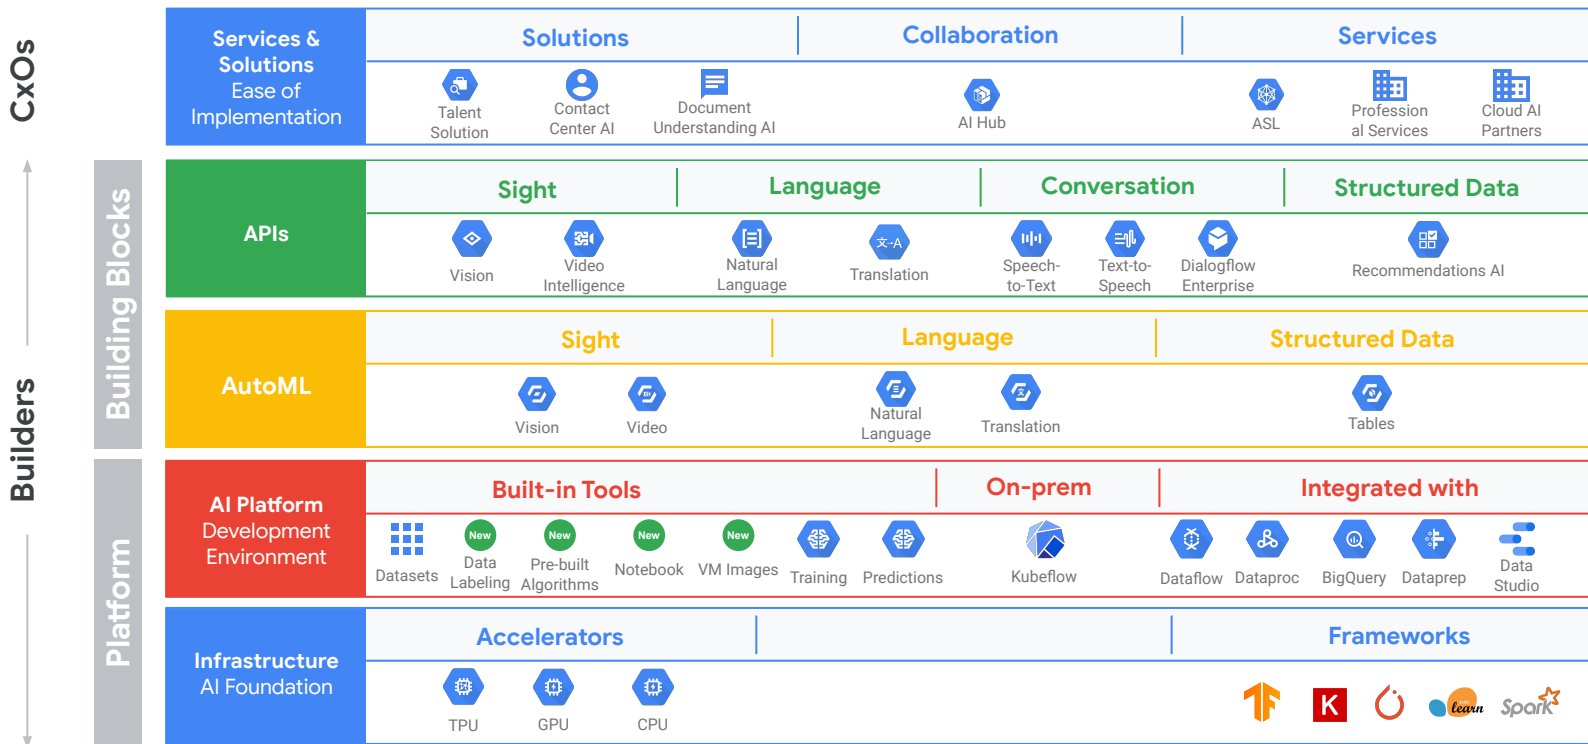 CxOs
Builders
Building Blocks
Platform
Services &
Solutions
Ease of
Implementation
Solutions
Collaboration
Services
Talent
Solution
Contact
Center AI
Document
Understanding AI
AI Hub
ASL
Profession
al Services
Cloud AI
Partners
APIs
Sight
Language
Conversation
Structured Data
Vision
Video
Intelligence
Natural
Language
文→A
Translation
Speech-
to-Text
Text-to-
Speech
Dialogflow
Enterprise
Recommendations AI
AutoML
Sight
Language
Structured Data
Vision
Video
Natural
Language
Translation
Tables
AI Platform
Development
Environment
Built-in Tools
On-prem
Integrated with
Datasets
New
Data
Labeling
New
Pre-built
Algorithms
New
Notebook
New
VM Images
Training
Predictions
Kubeflow
Dataflow
Dataproc
BigQuery
Dataprep
Data
Studio
Infrastructure
AI Foundation
Accelerators
Frameworks
TPU
GPU
CPU
TF
K
learn
Spark